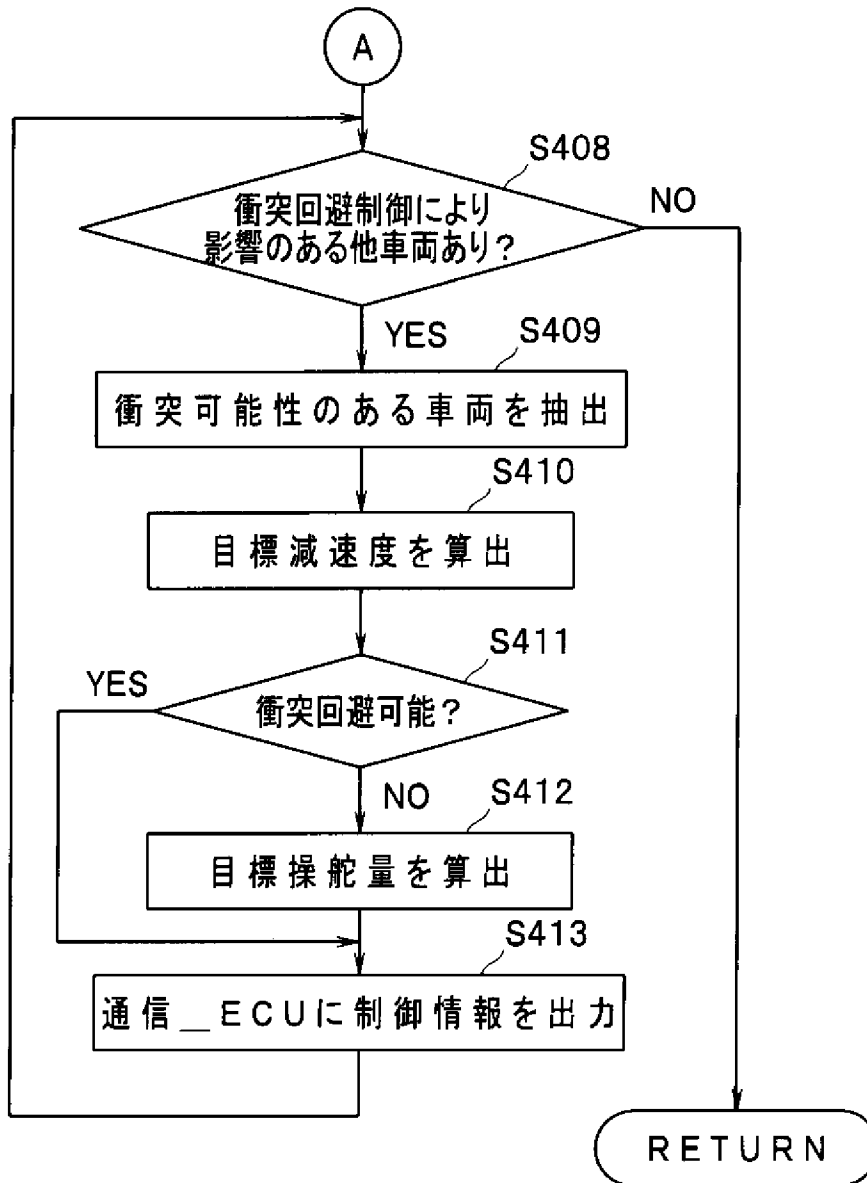 A
S408
衝突回避制御により
影響のある他車両あり?
NO
YES
S409
衝突可能性のある車両を抽出
S410
目標減速度を算出
S411
YES
衝突回避可能?
NO
S412
目標操舵量を算出
S413
通信_ECUに制御情報を出力
RETURN